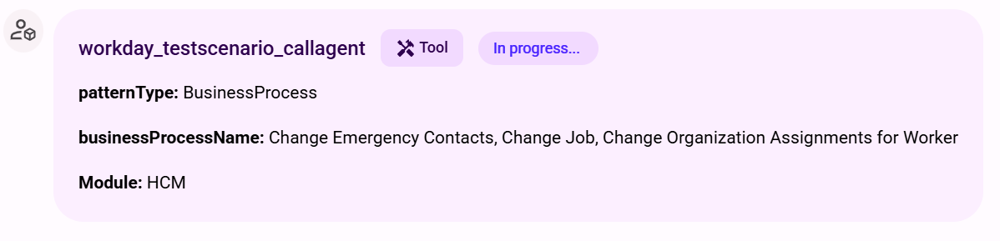 workday_testscenario_callagent Tool In progress...
patternType: BusinessProcess
businessProcessName: Change Emergency Contacts, Change Job, Change Organization Assignments for Worker
Module: HCM